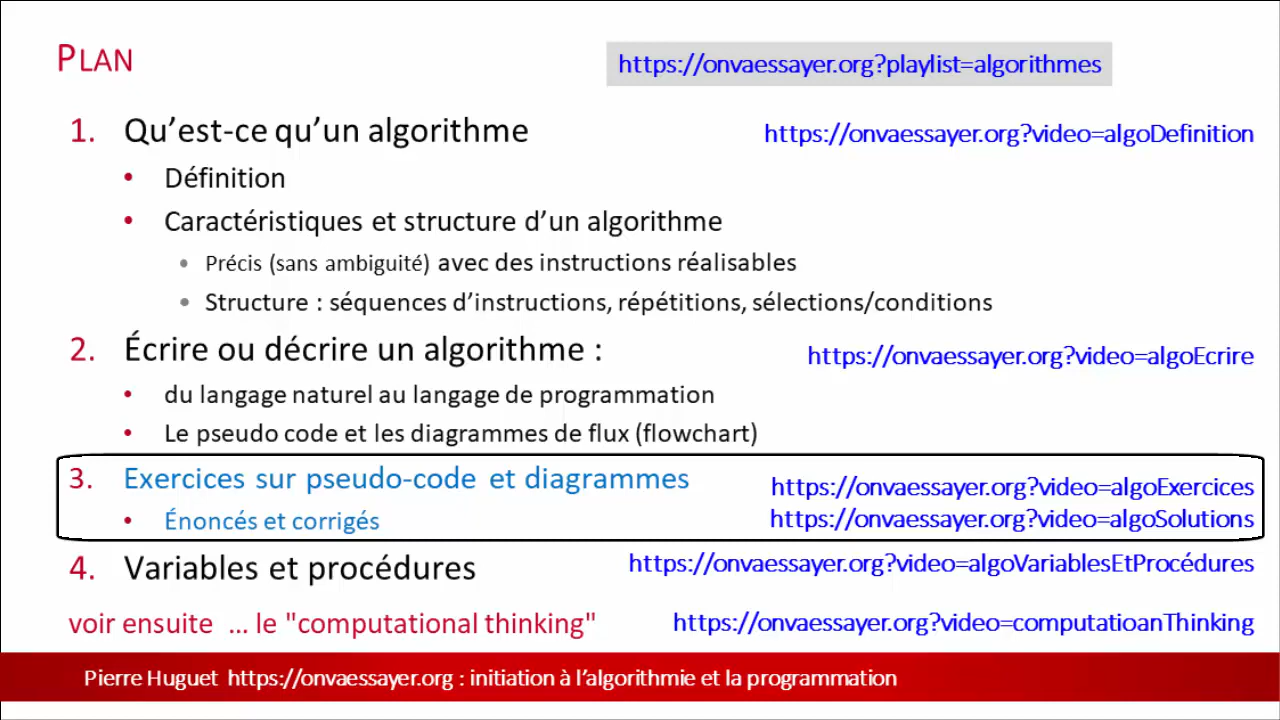 PLAN
https://onvaessayer.org?playlist=algorithmes
1. Qu’est-ce qu’un algorithme
https://onvaessayer.org?video=algoDefinition
• Définition
• Caractéristiques et structure d’un algorithme
• Précis (sans ambiguité) avec des instructions réalisables
• Structure : séquences d’instructions, répétitions, sélections/conditions
2. Écrire ou décrire un algorithme :
https://onvaessayer.org?video=algoEcrire
• du langage naturel au langage de programmation
• Le pseudo code et les diagrammes de flux (flowchart)
3. Exercices sur pseudo-code et diagrammes
https://onvaessayer.org?video=algoExercices
• Énoncés et corrigés
https://onvaessayer.org?video=algoSolutions
4. Variables et procédures
https://onvaessayer.org?video=algoVariablesEtProcédures
voir ensuite … le "computational thinking"
https://onvaessayer.org?video=computatioanThinking
Pierre Huguet https://onvaessayer.org : initiation à l’algorithmie et la programmation